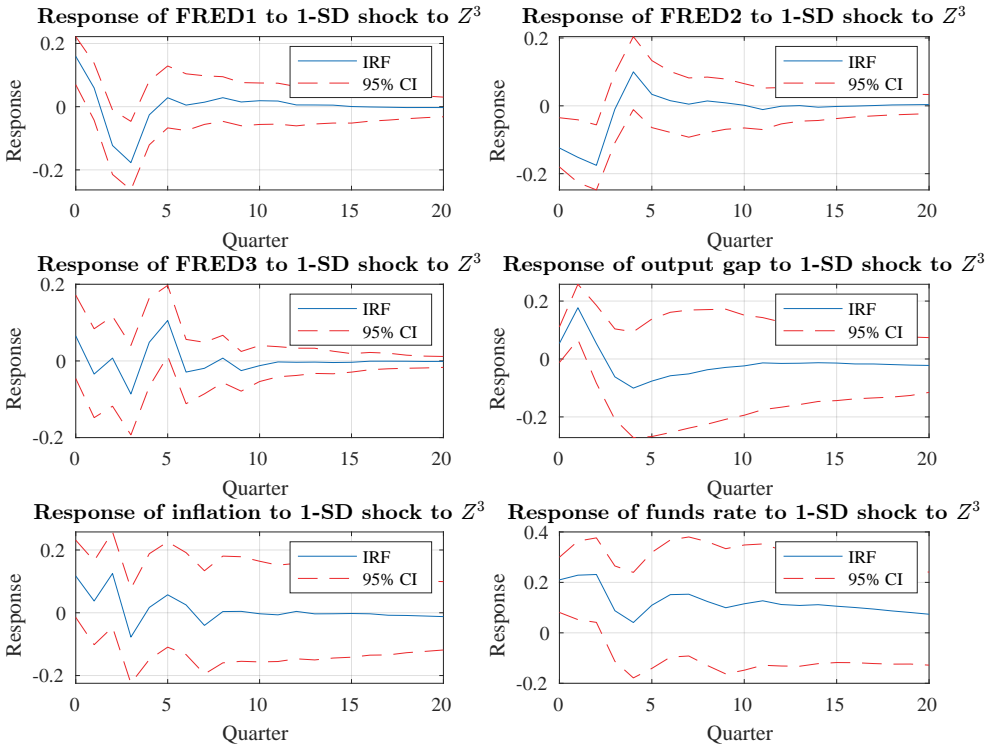 Response of FRED1 to 1-SD shock to Z³
0.2
0
-0.2
Response
IRF
95% CI
0 5 10 15 20
Quarter
Response of FRED2 to 1-SD shock to Z³
0.2
0
-0.2
Response
IRF
95% CI
0 5 10 15 20
Quarter
Response of FRED3 to 1-SD shock to Z³
0.2
0
-0.2
Response
IRF
95% CI
0 5 10 15 20
Quarter
Response of output gap to 1-SD shock to Z³
0.2
0
-0.2
Response
IRF
95% CI
0 5 10 15 20
Quarter
Response of inflation to 1-SD shock to Z³
0.2
0
-0.2
Response
IRF
95% CI
0 5 10 15 20
Quarter
Response of funds rate to 1-SD shock to Z³
0.4
0.2
0
-0.2
Response
IRF
95% CI
0 5 10 15 20
Quarter